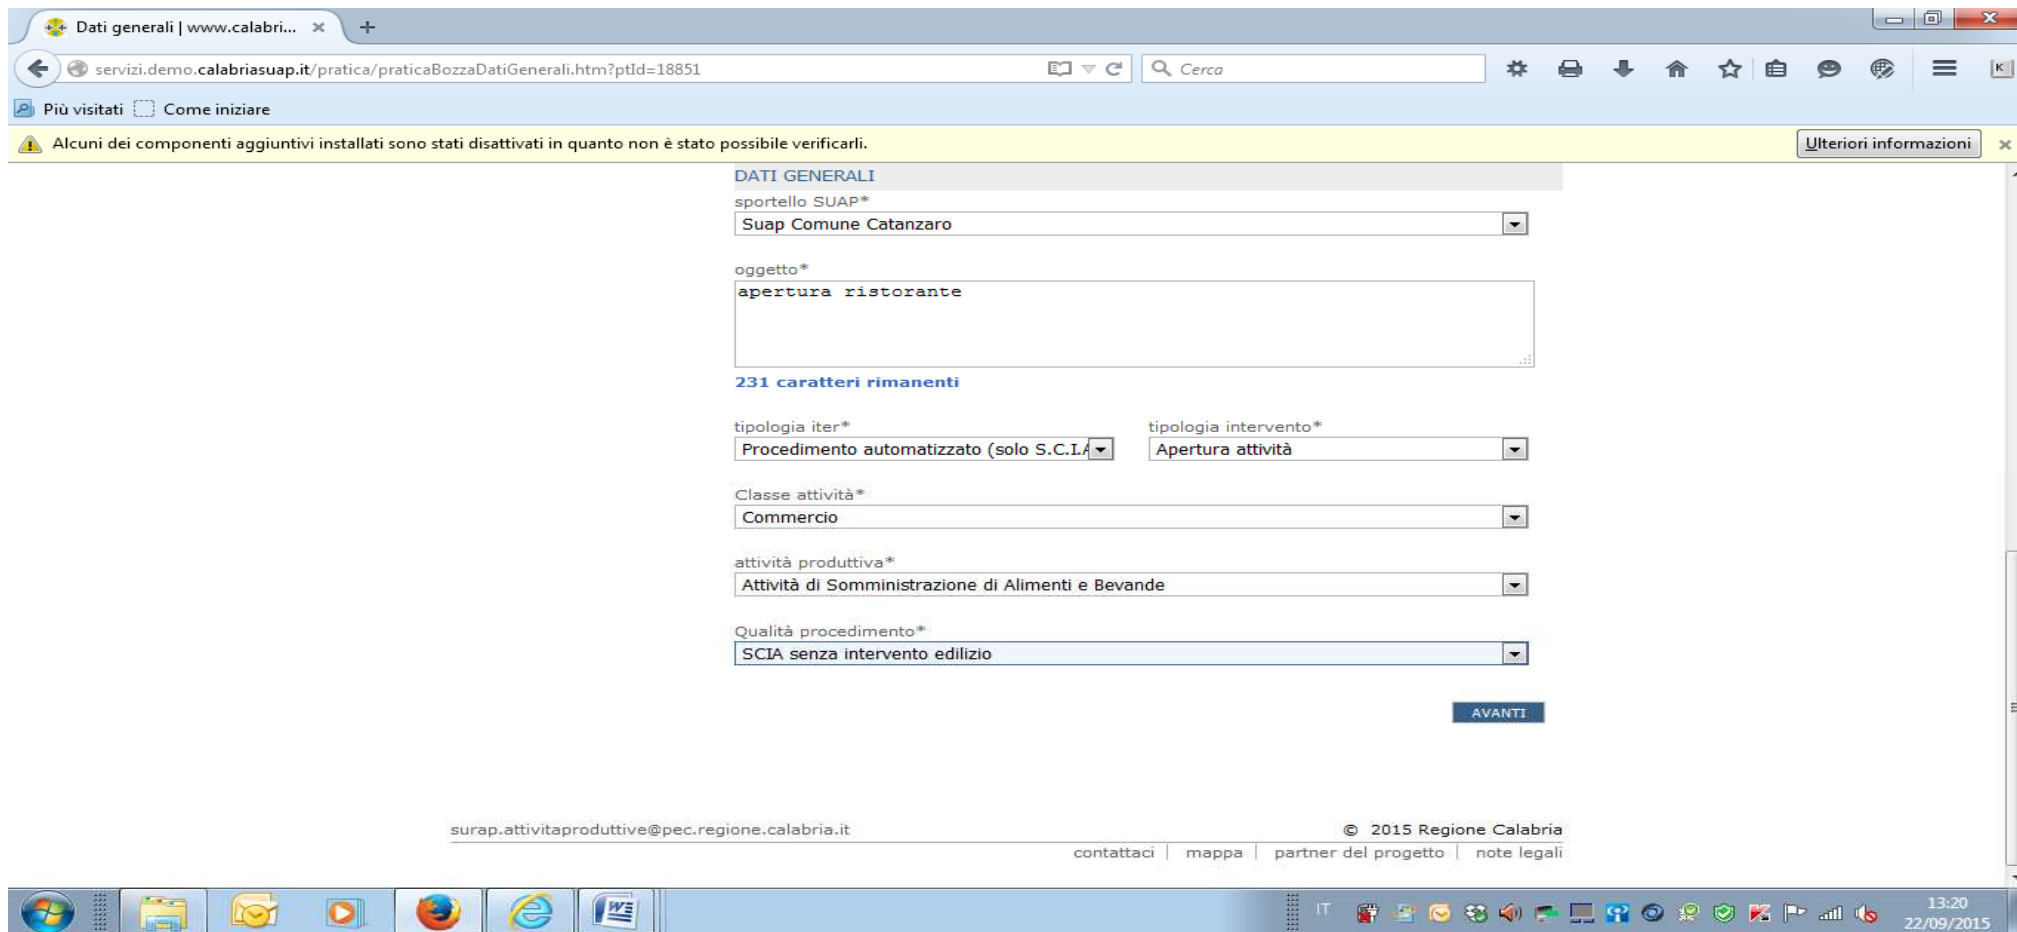 Dati generali | www.calabri...
servizi.demo.calabriasuap.it/pratica/praticaBozzaDatiGenerali.htm?ptId=18851
Cerca
Più visitati Come iniziare
Alcuni dei componenti aggiuntivi installati sono stati disattivati in quanto non è stato possibile verificarli.
Ulteriori informazioni
DATI GENERALI
sportello SUAP*
Suap Comune Catanzaro
oggetto*
apertura ristorante
231 caratteri rimanenti
tipologia iter* tipologia intervento*
Procedimento automatizzato (solo S.C.I.A Apertura attività
Classe attività*
Commercio
attività produttiva*
Attività di Somministrazione di Alimenti e Bevande
Qualità procedimento*
SCIA senza intervento edilizio
AVANTI
surap.attivitaproduttive@pec.regione.calabria.it © 2015 Regione Calabria
contattaci | mappa | partner del progetto | note legali
IT
13:20
22/09/2015